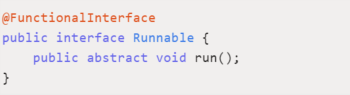 @FunctionalInterface
public interface Runnable {
    public abstract void run();
}